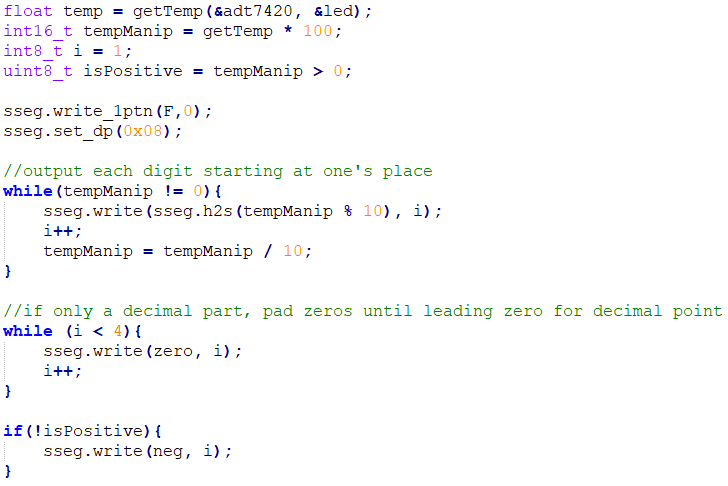 float temp = getTemp(&adt7420, &led);
int16_t tempManip = getTemp * 100;
int8_t i = 1;
uint8_t isPositive = tempManip > 0;

sseg.write_1ptn(F,0);
sseg.set_dp(0x08);

//output each digit starting at one's place
while(tempManip != 0){
    sseg.write(sseg.h2s(tempManip % 10), i);
    i++;
    tempManip = tempManip / 10;
}

//if only a decimal part, pad zeros until leading zero for decimal point
while (i < 4){
    sseg.write(zero, i);
    i++;
}

if(!isPositive){
    sseg.write(neg, i);
}